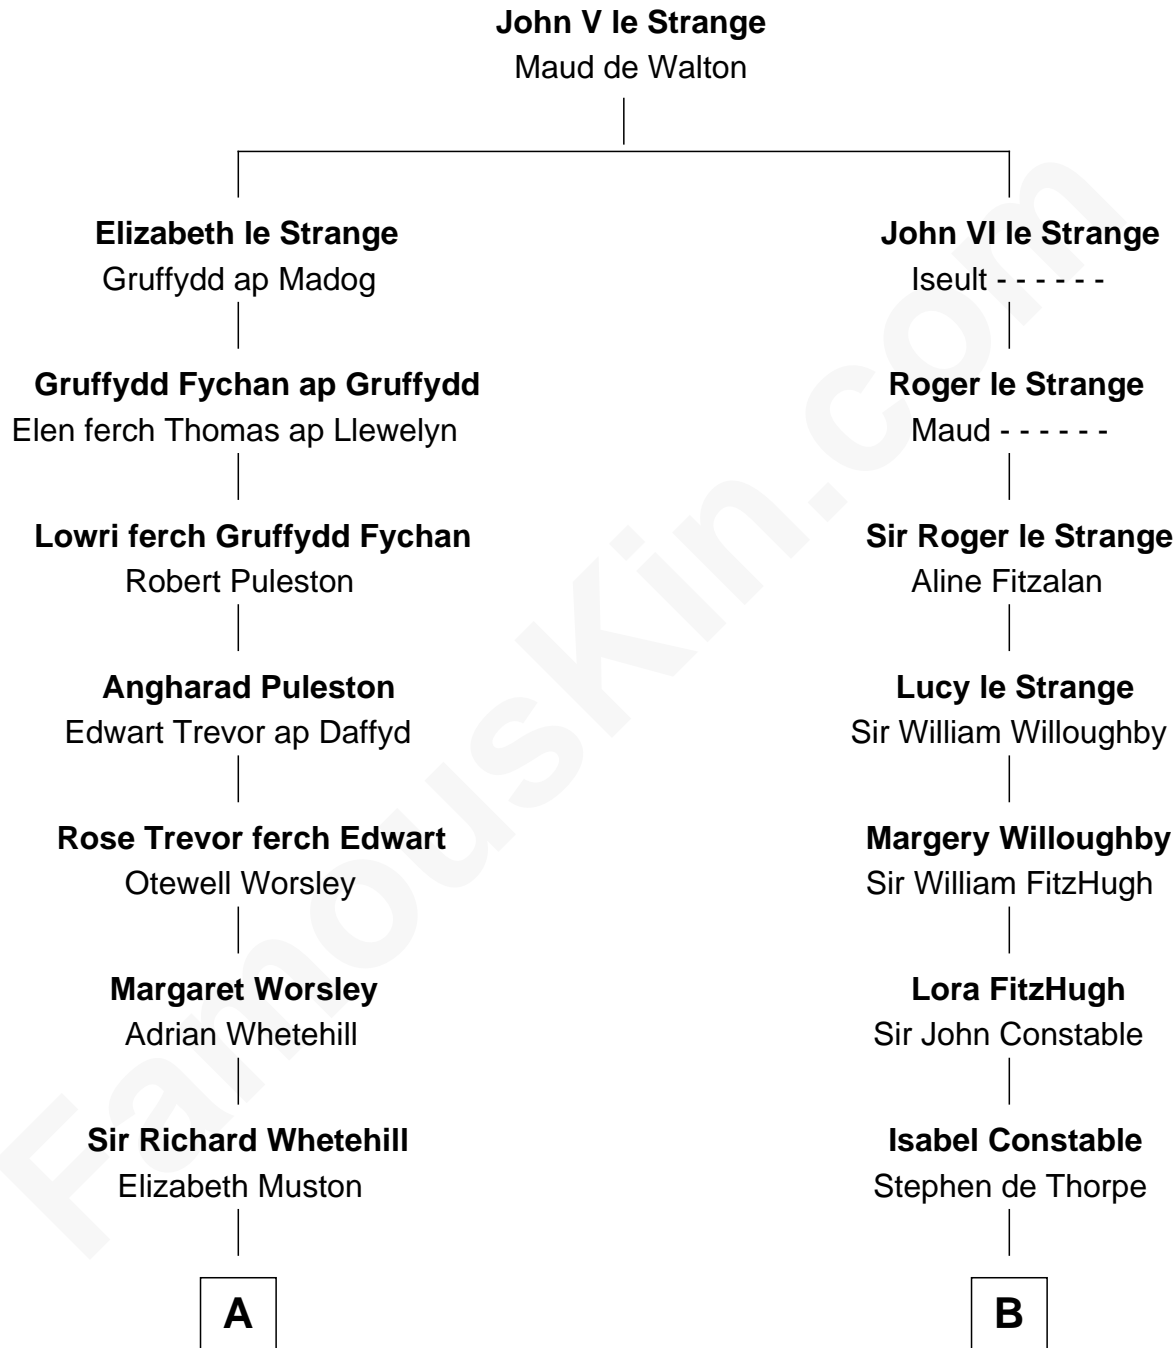 John V le Strange
Maud de Walton
Elizabeth le Strange
Gruffydd ap Madog
Gruffydd Fychan ap Gruffydd
Elen ferch Thomas ap Llewelyn
Lowri ferch Gruffydd Fychan
Robert Puleston
Angharad Puleston
Edwart Trevor ap Daffyd
Rose Trevor ferch Edwart
Otewell Worsley
Margaret Worsley
Adrian Whetehill
Sir Richard Whetehill
Elizabeth Muston
A
John VI le Strange
Iseult - - - - - -
Roger le Strange
Maud - - - - - -
Sir Roger le Strange
Aline Fitzalan
Lucy le Strange
Sir William Willoughby
Margery Willoughby
Sir William FitzHugh
Lora FitzHugh
Sir John Constable
Isabel Constable
Stephen de Thorpe
B
FamousKin.com